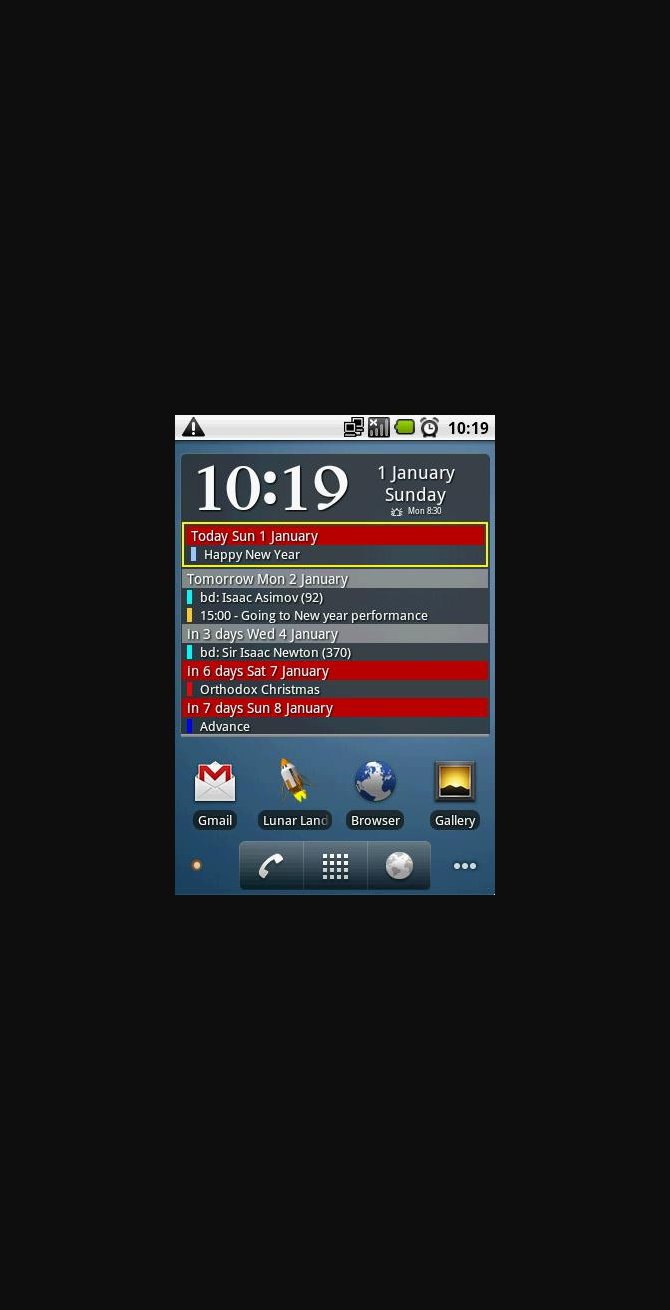 10:19
10:19
1 January
Sunday
Mon 8:30
Today Sun 1 January
Happy New Year
Tomorrow Mon 2 January
bd: Isaac Asimov (92)
15:00 - Going to New year performance
In 3 days Wed 4 January
bd: Sir Isaac Newton (370)
In 6 days Sat 7 January
Orthodox Christmas
In 7 days Sun 8 January
Advance
Gmail Lunar Land Browser Gallery